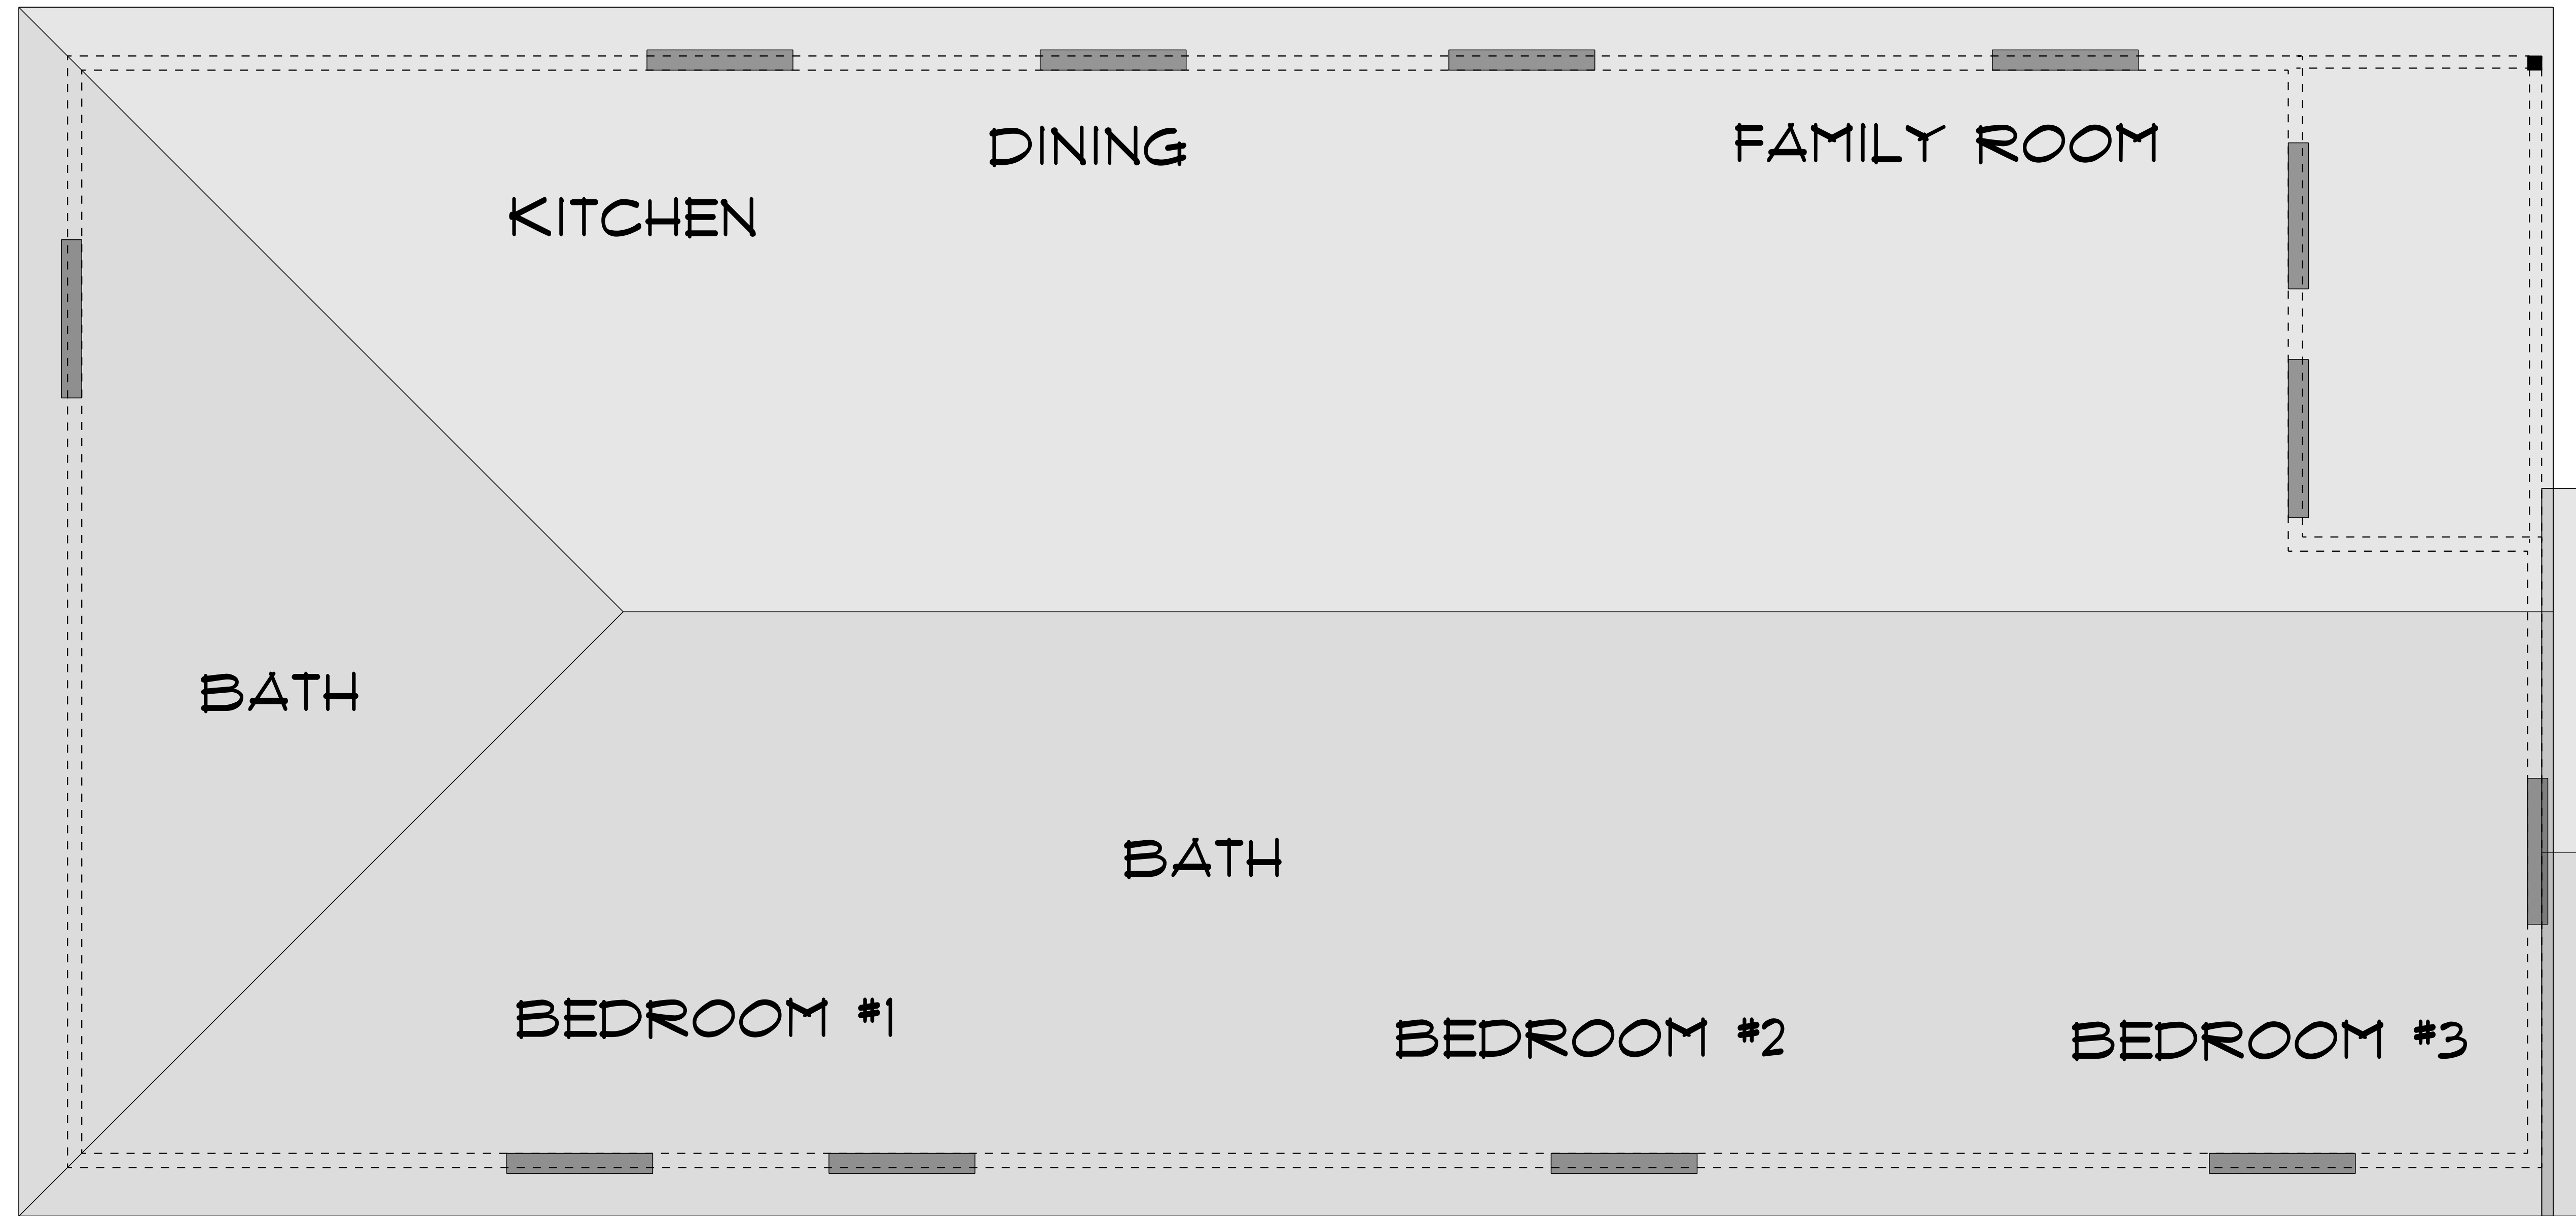 DINING
FAMILY ROOM
KITCHEN
BATH
BATH
BEDROOM #1
BEDROOM #2
BEDROOM #3